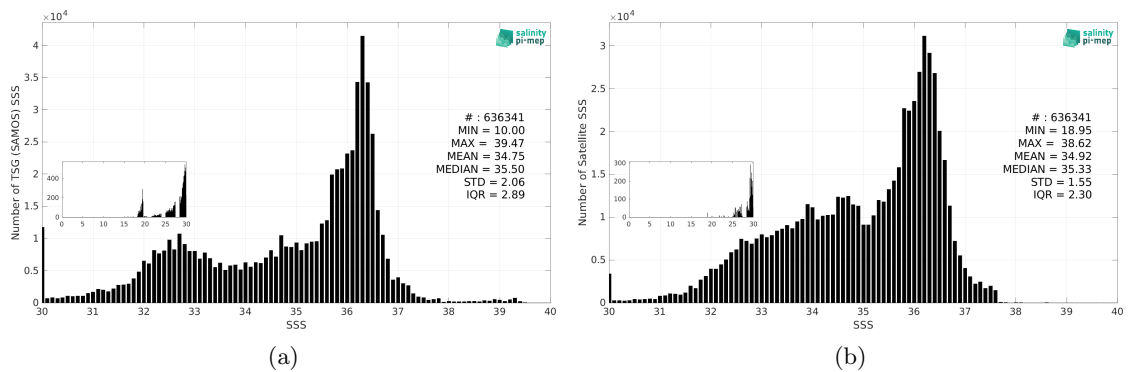 ×10⁴
4
3.5
3
2.5
2
1.5
1
0.5
0
Number of TSG (SAMOS) SSS
salinity
pi-mep
# : 636341
MIN = 10.00
MAX = 39.47
MEAN = 34.75
MEDIAN = 35.50
STD = 2.06
IQR = 2.89
400
200
0
0 5 10 15 20 25 30
30 31 32 33 34 35 36 37 38 39 40
SSS
(a)
×10⁴
3
2.5
2
1.5
1
0.5
0
Number of Satellite SSS
salinity
pi-mep
# : 636341
MIN = 18.95
MAX = 38.62
MEAN = 34.92
MEDIAN = 35.33
STD = 1.55
IQR = 2.30
300
200
100
0
0 5 10 15 20 25 30
30 31 32 33 34 35 36 37 38 39 40
SSS
(b)